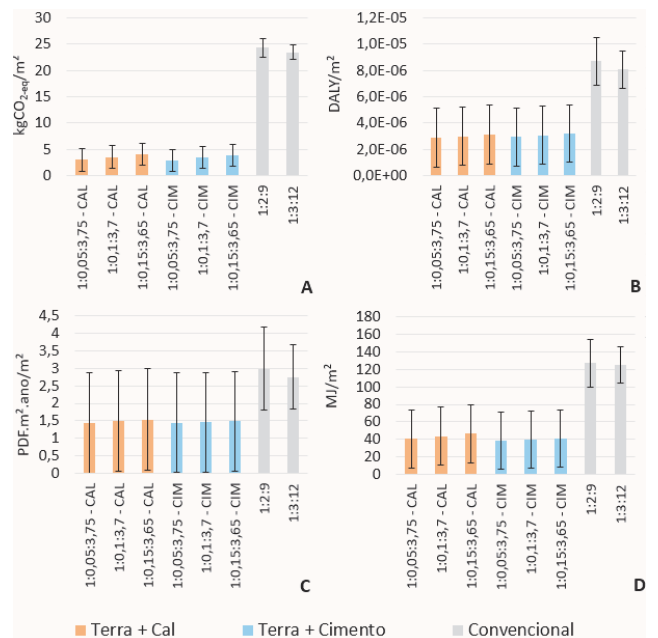 30
25
20
15
10
5
0
kgCO2-eq/m²
1:0,05:3,75 - CAL
1:0,1:3,7 - CAL
1:0,15:3,65 - CAL
1:0,05:3,75 - CIM
1:0,1:3,7 - CIM
1:0,15:3,65 - CIM
1:2:9
1:3:12
A
1,2E-05
1,0E-05
8,0E-06
6,0E-06
4,0E-06
2,0E-06
0,0E+00
DALY/m²
1:0,05:3,75 - CAL
1:0,1:3,7 - CAL
1:0,15:3,65 - CAL
1:0,05:3,75 - CIM
1:0,1:3,7 - CIM
1:0,15:3,65 - CIM
1:2:9
1:3:12
B
4,5
4
3,5
3
2,5
2
1,5
1
0,5
0
PDF.m².ano/m²
1:0,05:3,75 - CAL
1:0,1:3,7 - CAL
1:0,15:3,65 - CAL
1:0,05:3,75 - CIM
1:0,1:3,7 - CIM
1:0,15:3,65 - CIM
1:2:9
1:3:12
C
180
160
140
120
100
80
60
40
20
0
MJ/m²
1:0,05:3,75 - CAL
1:0,1:3,7 - CAL
1:0,15:3,65 - CAL
1:0,05:3,75 - CIM
1:0,1:3,7 - CIM
1:0,15:3,65 - CIM
1:2:9
1:3:12
D
Terra + Cal
Terra + Cimento
Convencional